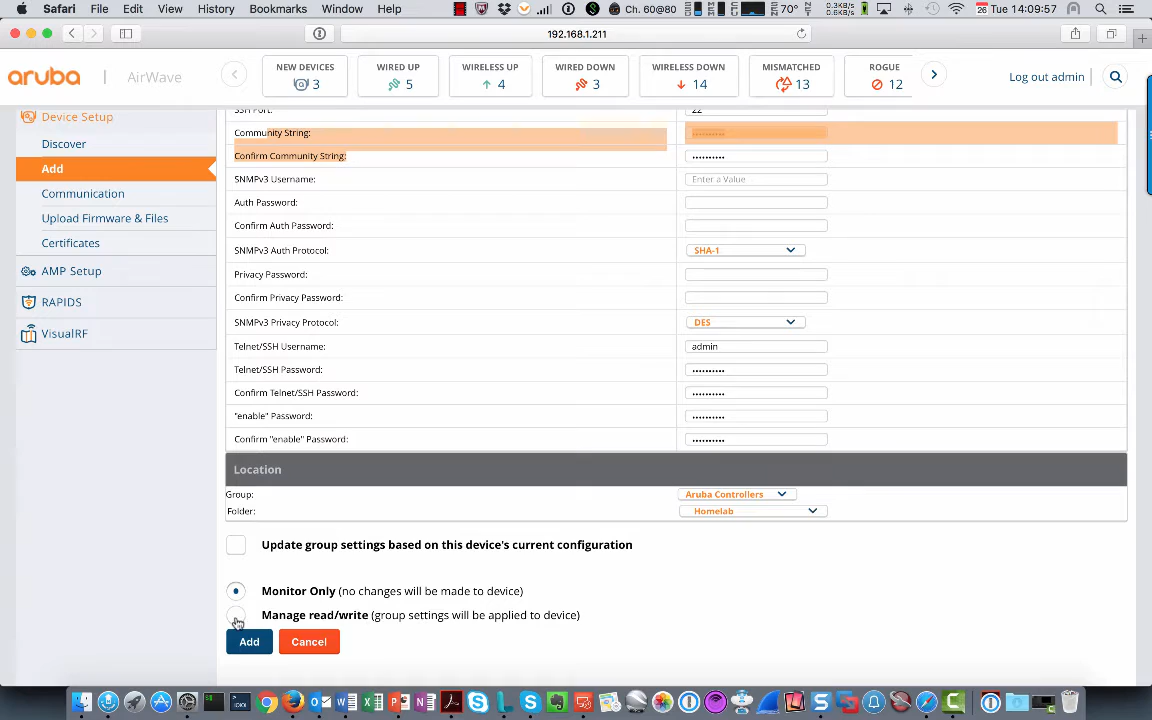 Safari File Edit View History Bookmarks Window Help Ch. 60@80 70° 0.3KB/s 0.6KB/s 26 Tue 14:09:57
192.168.1.211
aruba | AirWave
NEW DEVICES
3
WIRED UP
5
WIRELESS UP
4
WIRED DOWN
3
WIRELESS DOWN
14
MISMATCHED
13
ROGUE
12
Log out admin
Device Setup
Discover
Add
Communication
Upload Firmware & Files
Certificates
AMP Setup
RAPIDS
VisualRF
SSH Port: 22
Community String: ••••••••••
Confirm Community String: ••••••••••
SNMPv3 Username: Enter a Value
Auth Password:
Confirm Auth Password:
SNMPv3 Auth Protocol: SHA-1
Privacy Password:
Confirm Privacy Password:
SNMPv3 Privacy Protocol: DES
Telnet/SSH Username: admin
Telnet/SSH Password: ••••••••••
Confirm Telnet/SSH Password: ••••••••••
"enable" Password: ••••••••••
Confirm "enable" Password: ••••••••••
Location
Group: Aruba Controllers
Folder: Homelab
Update group settings based on this device's current configuration
Monitor Only (no changes will be made to device)
Manage read/write (group settings will be applied to device)
Add Cancel